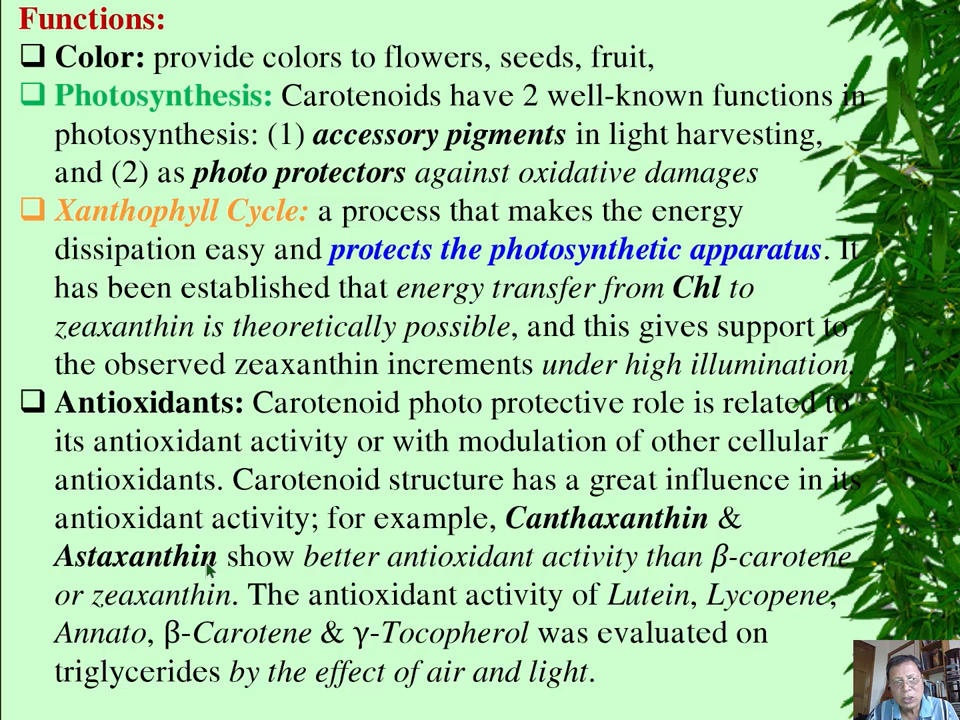 Functions:
❑ Color: provide colors to flowers, seeds, fruit,
❑ Photosynthesis: Carotenoids have 2 well-known functions in
photosynthesis: (1) accessory pigments in light harvesting,
and (2) as photo protectors against oxidative damages
❑ Xanthophyll Cycle: a process that makes the energy
dissipation easy and protects the photosynthetic apparatus. It
has been established that energy transfer from Chl to
zeaxanthin is theoretically possible, and this gives support to
the observed zeaxanthin increments under high illumination.
❑ Antioxidants: Carotenoid photo protective role is related to
its antioxidant activity or with modulation of other cellular
antioxidants. Carotenoid structure has a great influence in its
antioxidant activity; for example, Canthaxanthin &
Astaxanthin show better antioxidant activity than β-carotene
or zeaxanthin. The antioxidant activity of Lutein, Lycopene,
Annato, β-Carotene & γ-Tocopherol was evaluated on
triglycerides by the effect of air and light.